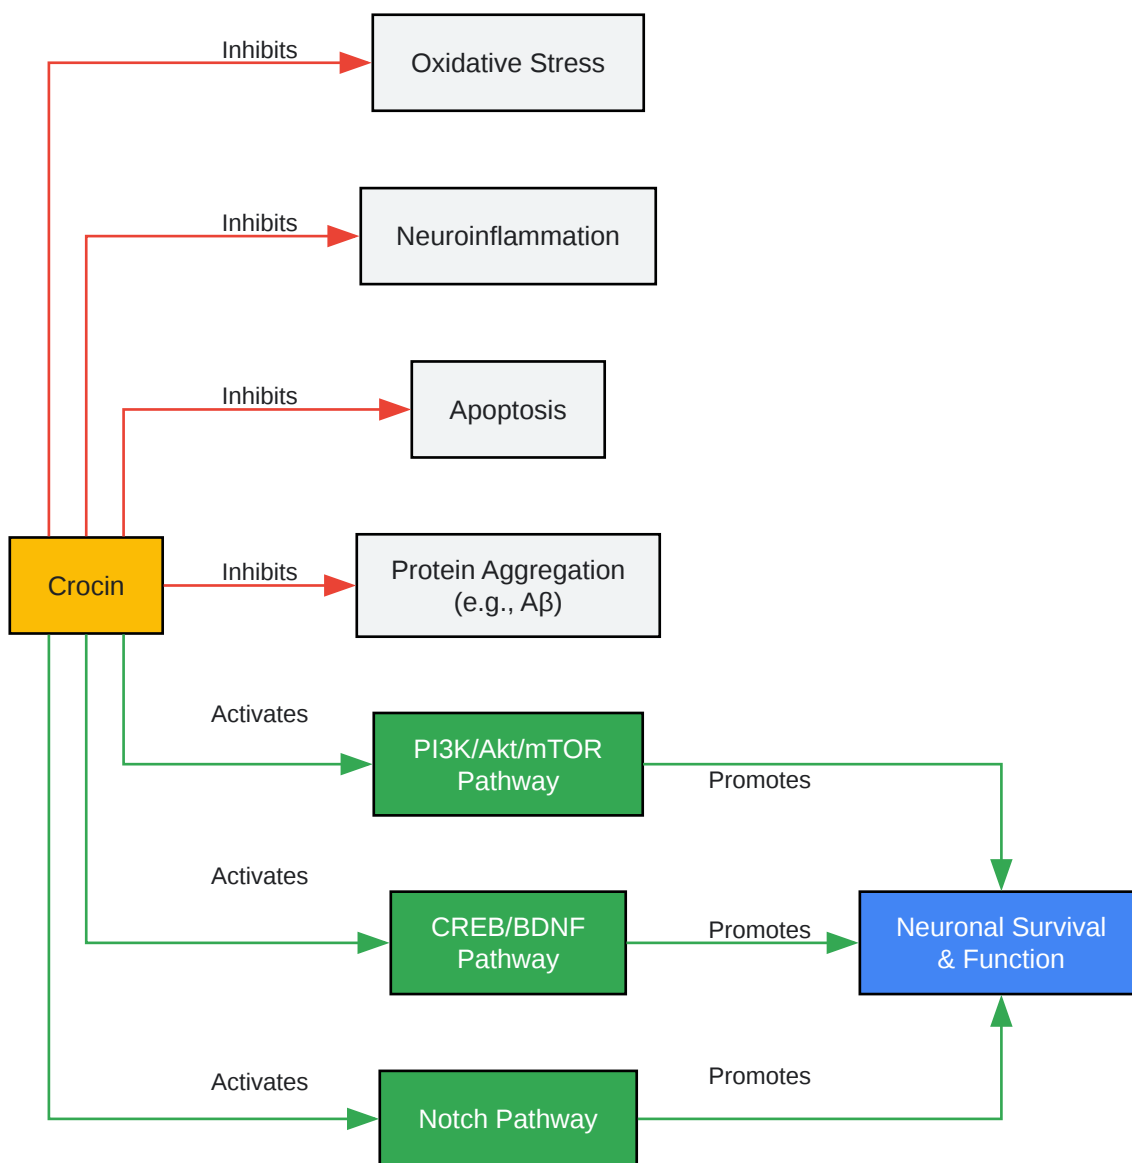 Inhibits
Oxidative Stress
Inhibits
Neuroinflammation
Inhibits
Apoptosis
Crocin
Inhibits
Protein Aggregation
(e.g., Aβ)
Activates
PI3K/Akt/mTOR
Pathway
Promotes
Activates
CREB/BDNF
Pathway
Promotes
Neuronal Survival
& Function
Activates
Notch Pathway
Promotes